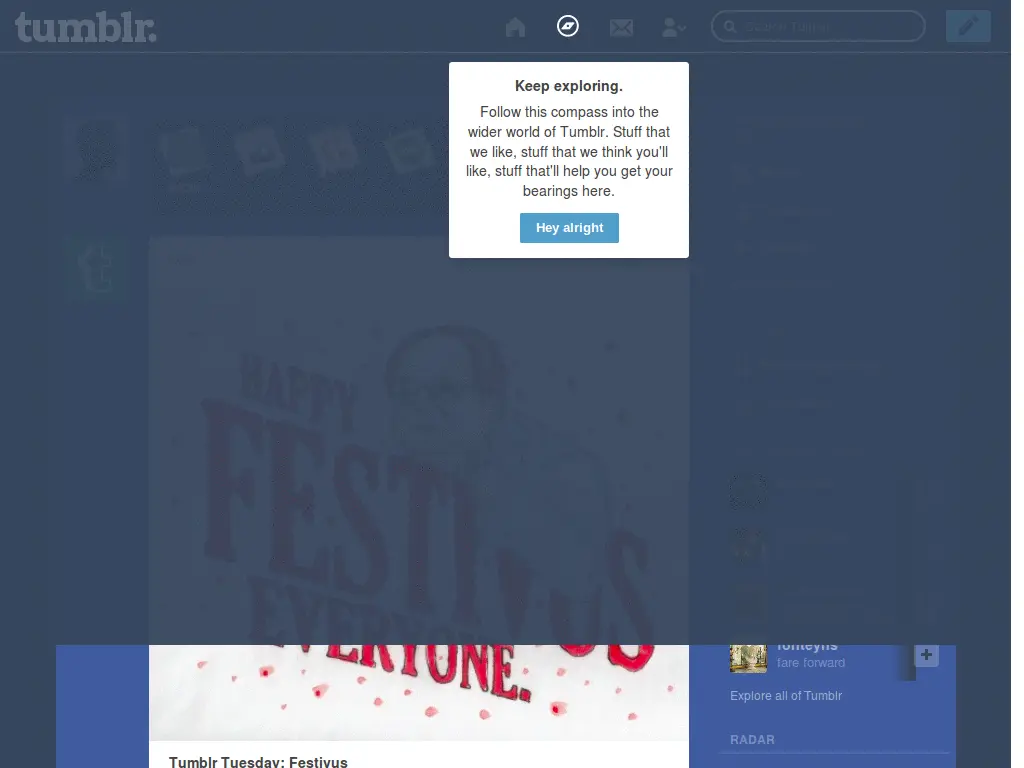 tumblr.
Search Tumblr
Keep exploring.
Follow this compass into the
wider world of Tumblr. Stuff that
we like, stuff that we think you'll
like, stuff that'll help you get your
bearings here.
Hey alright
HAPPY
FESTIVUS
EVERYONE.
fare forward
Explore all of Tumblr
RADAR
Tumblr Tuesday: Festivus